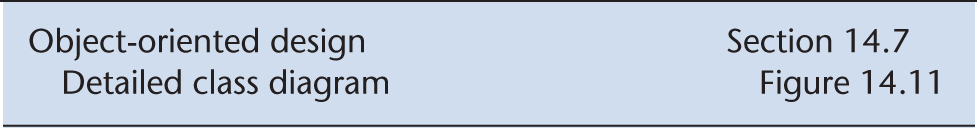 Object-oriented design Section 14.7
Detailed class diagram Figure 14.11